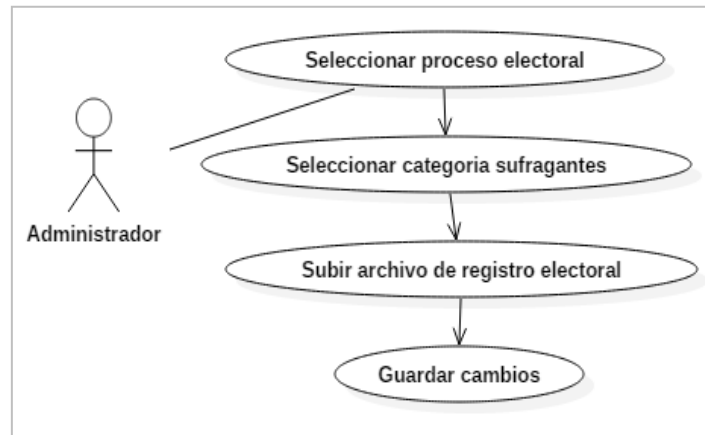 Seleccionar proceso electoral
Seleccionar categoria sufragantes
Administrador
Subir archivo de registro electoral
Guardar cambios